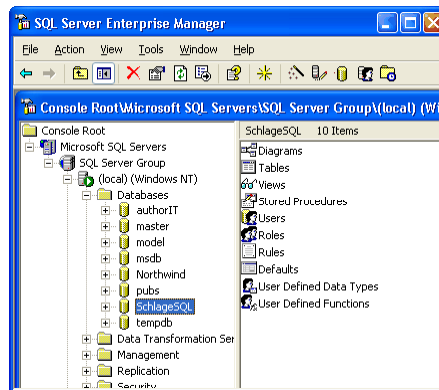 SQL Server Enterprise Manager
File Action View Tools Window Help
Console Root\Microsoft SQL Servers\SQL Server Group\(local) (Wi
Console Root
Microsoft SQL Servers
SQL Server Group
(local) (Windows NT)
Databases
authorIT
master
model
msdb
Northwind
pubs
SchlageSQL
tempdb
Data Transformation Ser
Management
Replication
Security
SchlageSQL 10 Items
Diagrams
Tables
Views
Stored Procedures
Users
Roles
Rules
Defaults
User Defined Data Types
User Defined Functions